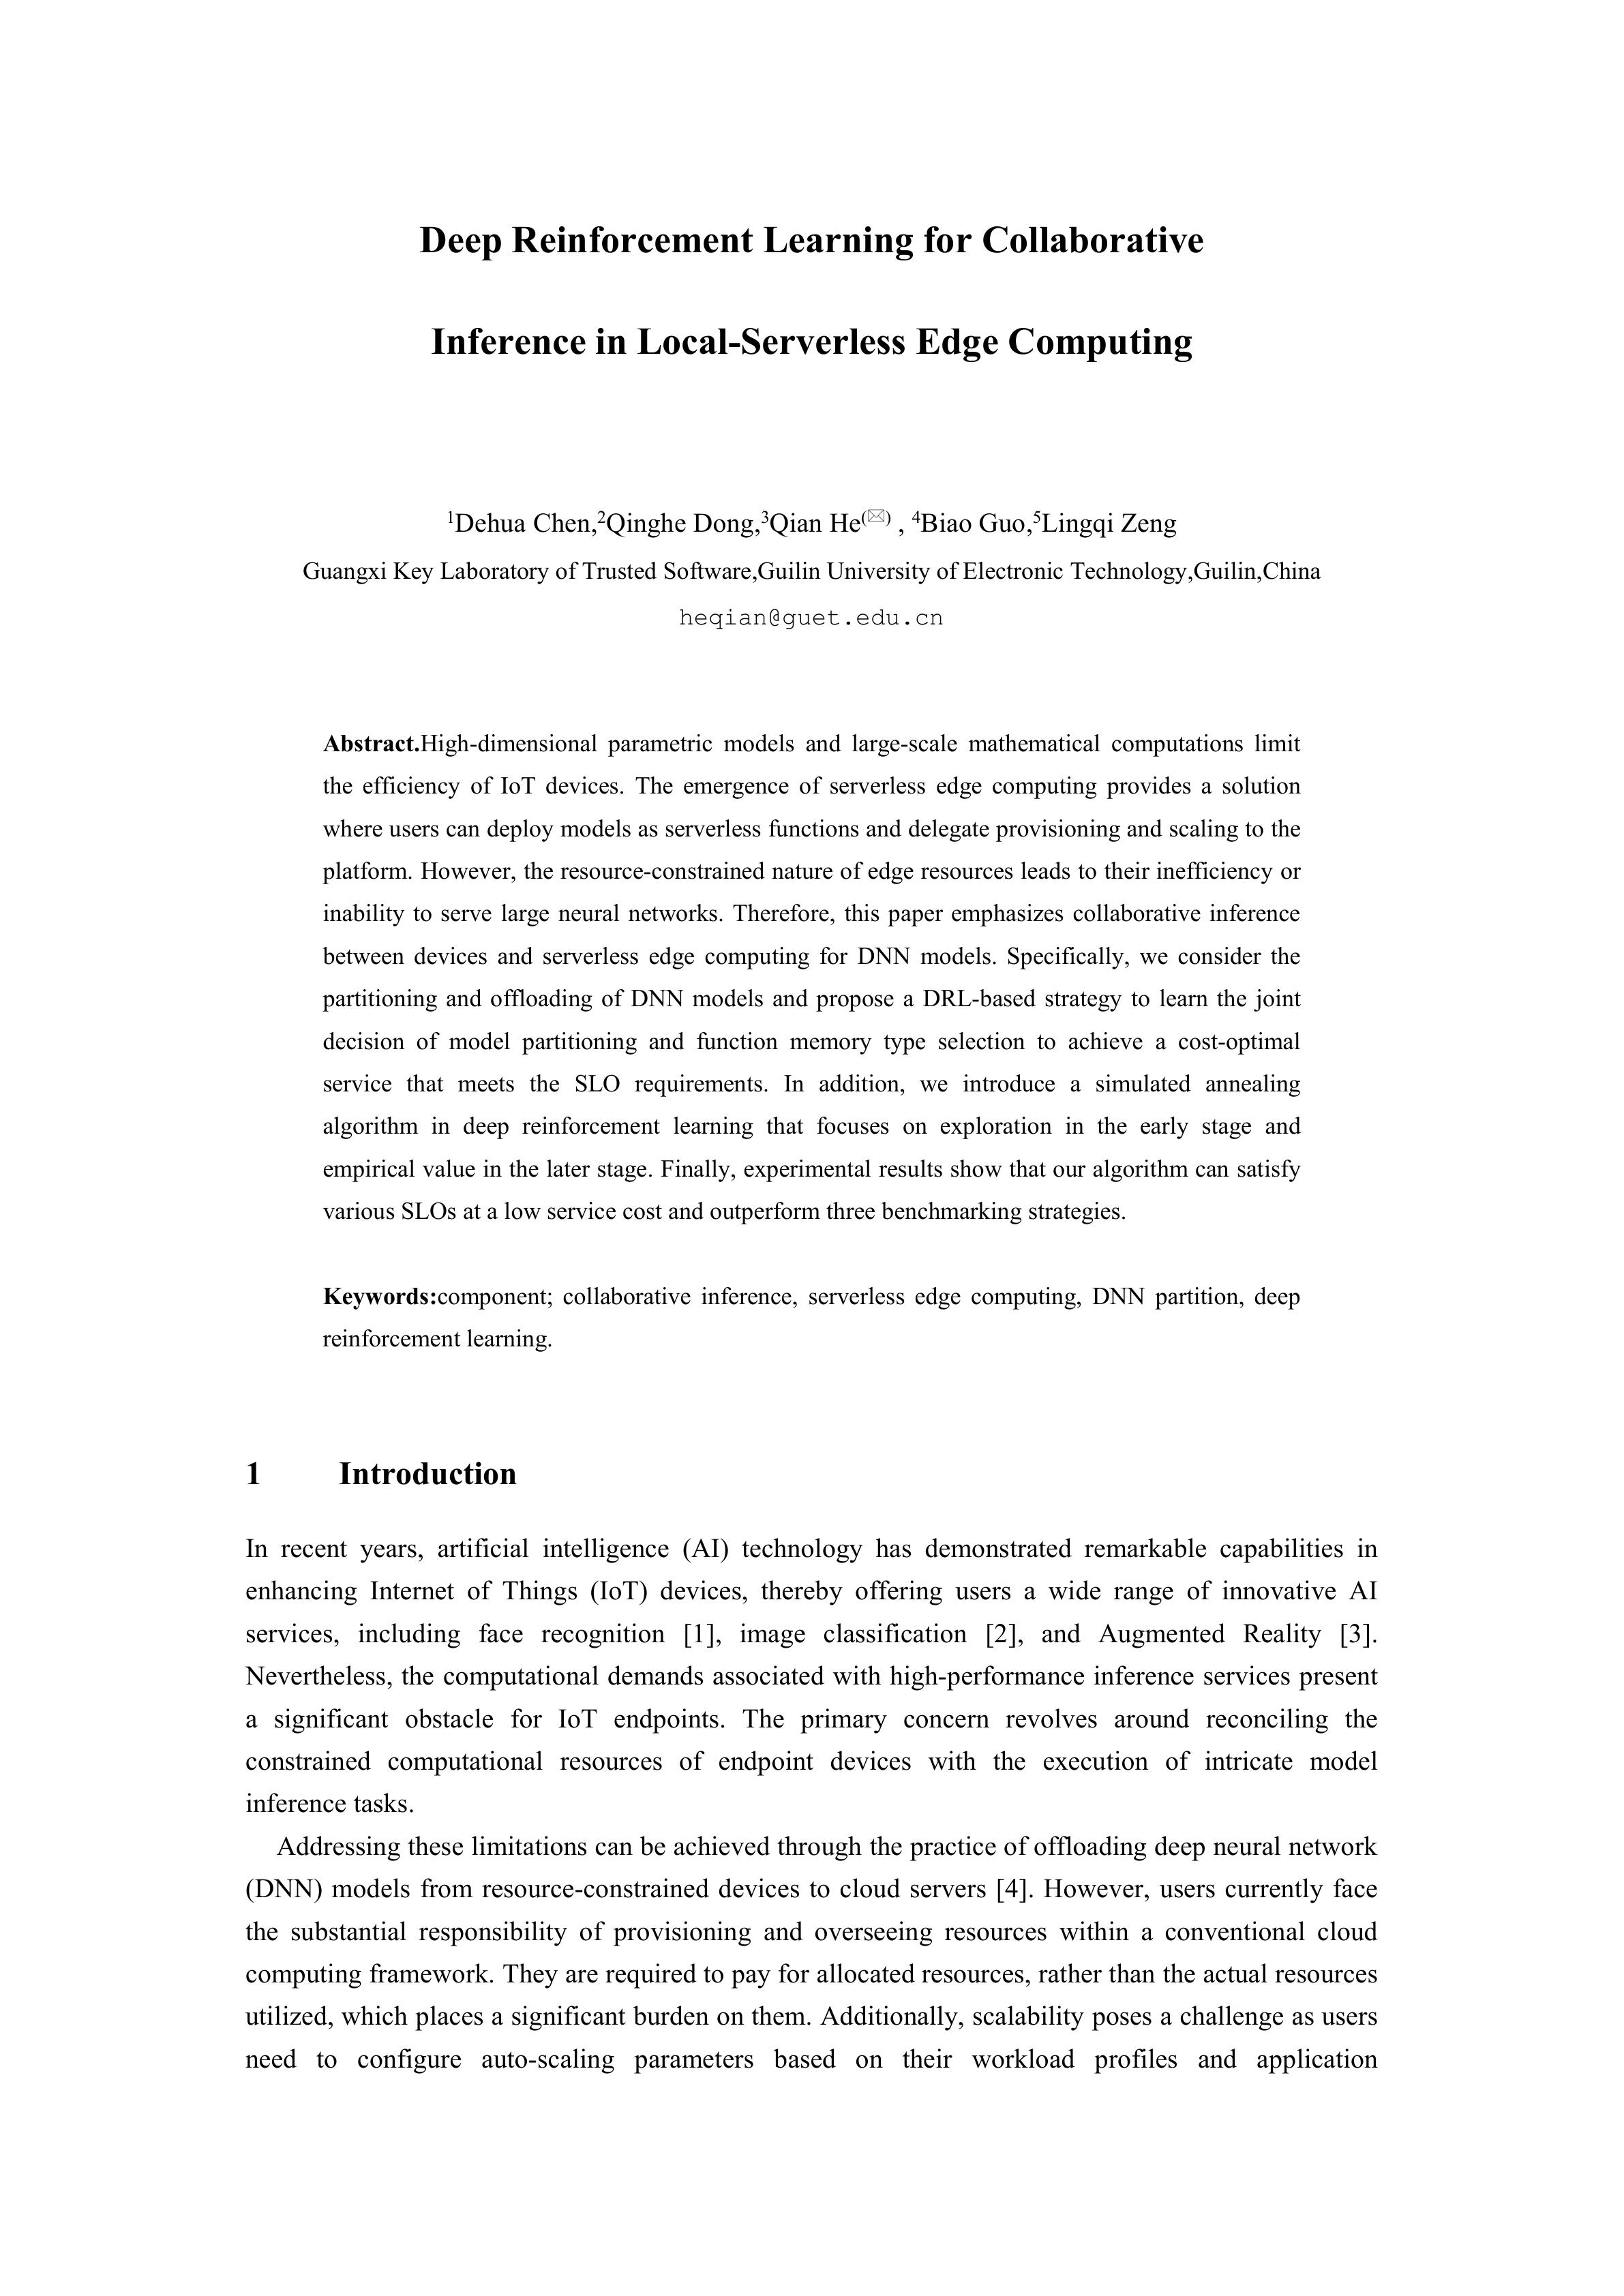 Deep Reinforcement Learning for Collaborative
Inference in Local-Serverless Edge Computing
¹Dehua Chen,²Qinghe Dong,³Qian He(✉) , ⁴Biao Guo,⁵Lingqi Zeng
Guangxi Key Laboratory of Trusted Software,Guilin University of Electronic Technology,Guilin,China
heqian@guet.edu.cn
Abstract.High-dimensional parametric models and large-scale mathematical computations limit
the efficiency of IoT devices. The emergence of serverless edge computing provides a solution
where users can deploy models as serverless functions and delegate provisioning and scaling to the
platform. However, the resource-constrained nature of edge resources leads to their inefficiency or
inability to serve large neural networks. Therefore, this paper emphasizes collaborative inference
between devices and serverless edge computing for DNN models. Specifically, we consider the
partitioning and offloading of DNN models and propose a DRL-based strategy to learn the joint
decision of model partitioning and function memory type selection to achieve a cost-optimal
service that meets the SLO requirements. In addition, we introduce a simulated annealing
algorithm in deep reinforcement learning that focuses on exploration in the early stage and
empirical value in the later stage. Finally, experimental results show that our algorithm can satisfy
various SLOs at a low service cost and outperform three benchmarking strategies.
Keywords:component; collaborative inference, serverless edge computing, DNN partition, deep
reinforcement learning.
1 Introduction
In recent years, artificial intelligence (AI) technology has demonstrated remarkable capabilities in
enhancing Internet of Things (IoT) devices, thereby offering users a wide range of innovative AI
services, including face recognition [1], image classification [2], and Augmented Reality [3].
Nevertheless, the computational demands associated with high-performance inference services present
a significant obstacle for IoT endpoints. The primary concern revolves around reconciling the
constrained computational resources of endpoint devices with the execution of intricate model
inference tasks.
Addressing these limitations can be achieved through the practice of offloading deep neural network
(DNN) models from resource-constrained devices to cloud servers [4]. However, users currently face
the substantial responsibility of provisioning and overseeing resources within a conventional cloud
computing framework. They are required to pay for allocated resources, rather than the actual resources
utilized, which places a significant burden on them. Additionally, scalability poses a challenge as users
need to configure auto-scaling parameters based on their workload profiles and application